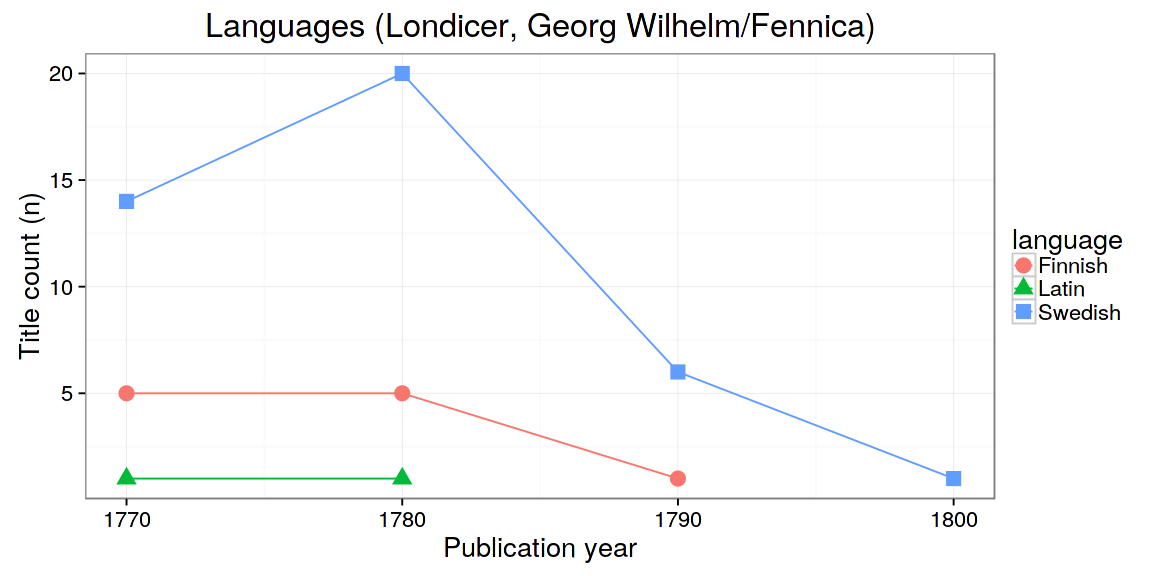 Languages (Londicer, Georg Wilhelm/Fennica)
20
15
10
5
Title count (n)
1770 1780 1790 1800
Publication year
language
Finnish
Latin
Swedish